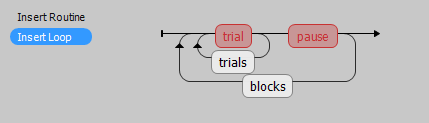 Insert Routine
Insert Loop
trial
pause
trials
blocks